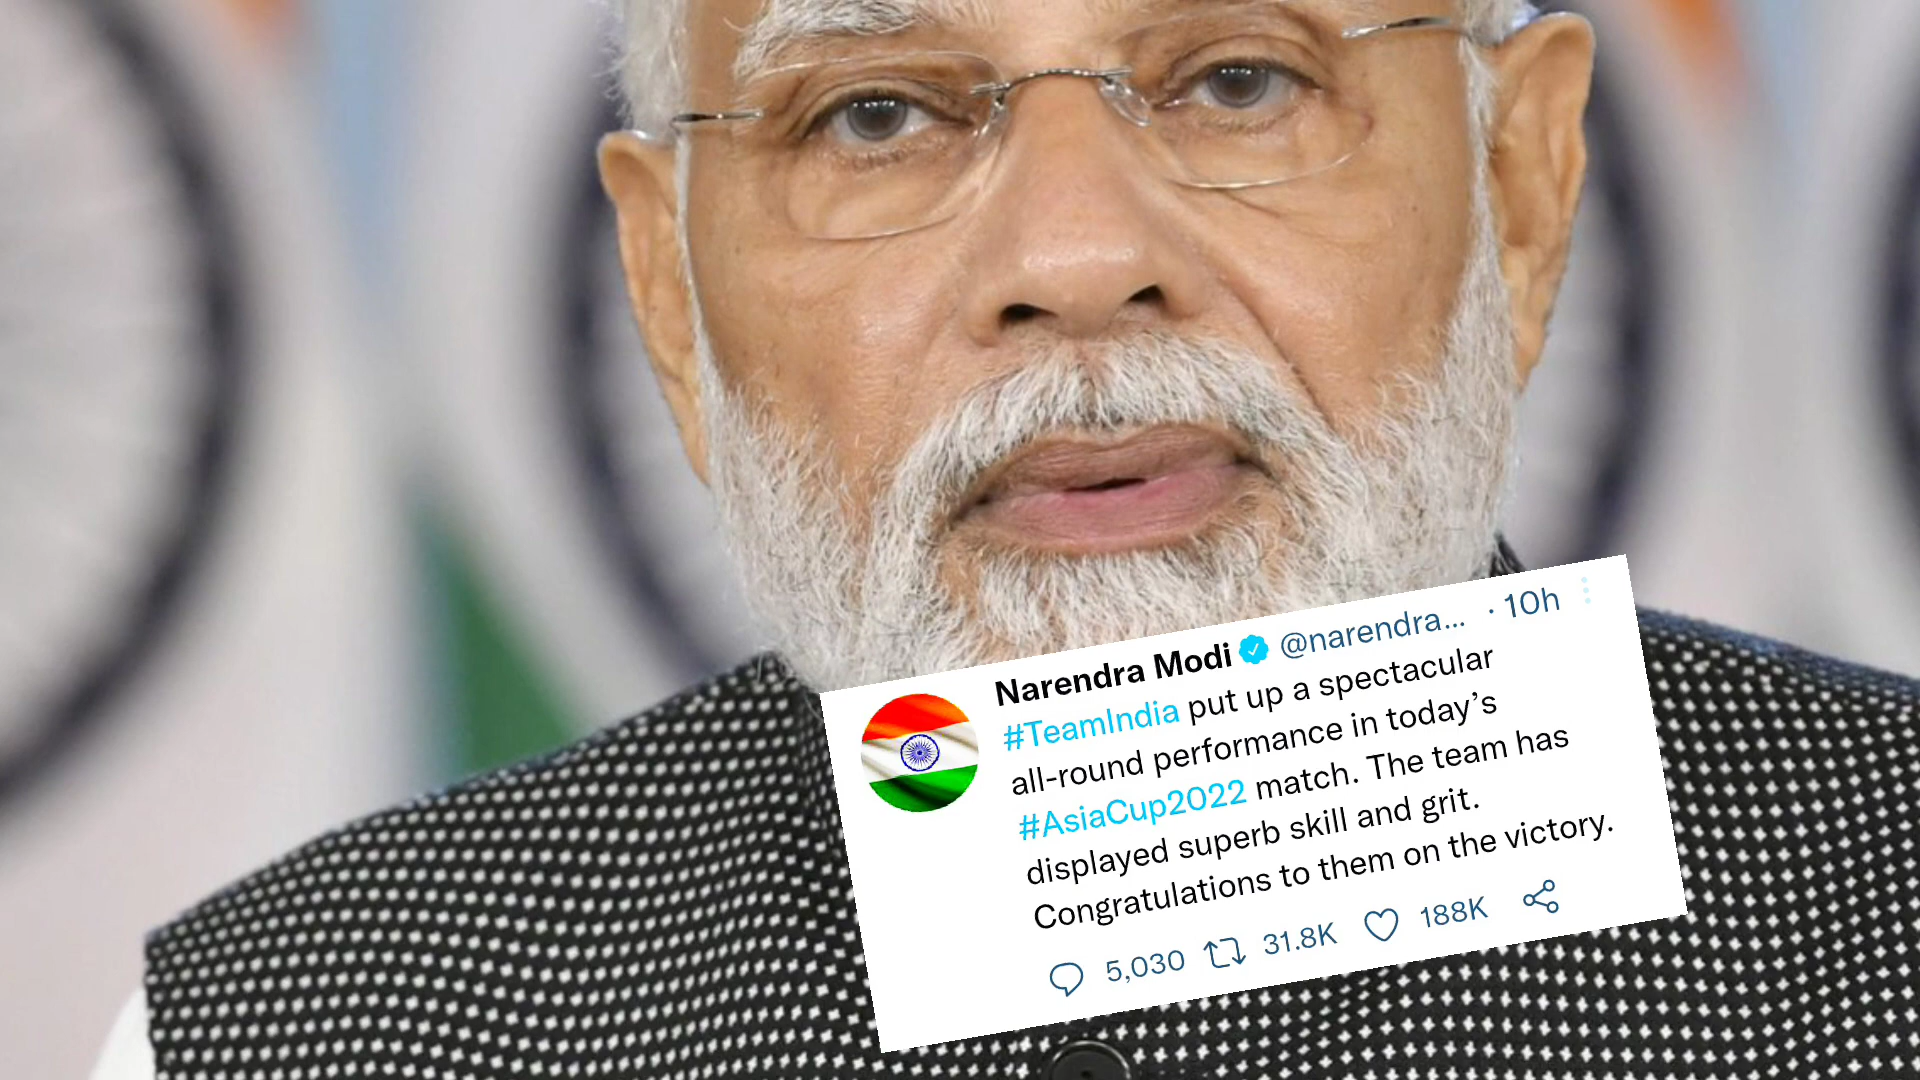 Narendra Modi @narendra... · 10h
#TeamIndia put up a spectacular
all-round performance in today's
#AsiaCup2022 match. The team has
displayed superb skill and grit.
Congratulations to them on the victory.
5,030 31.8K 188K